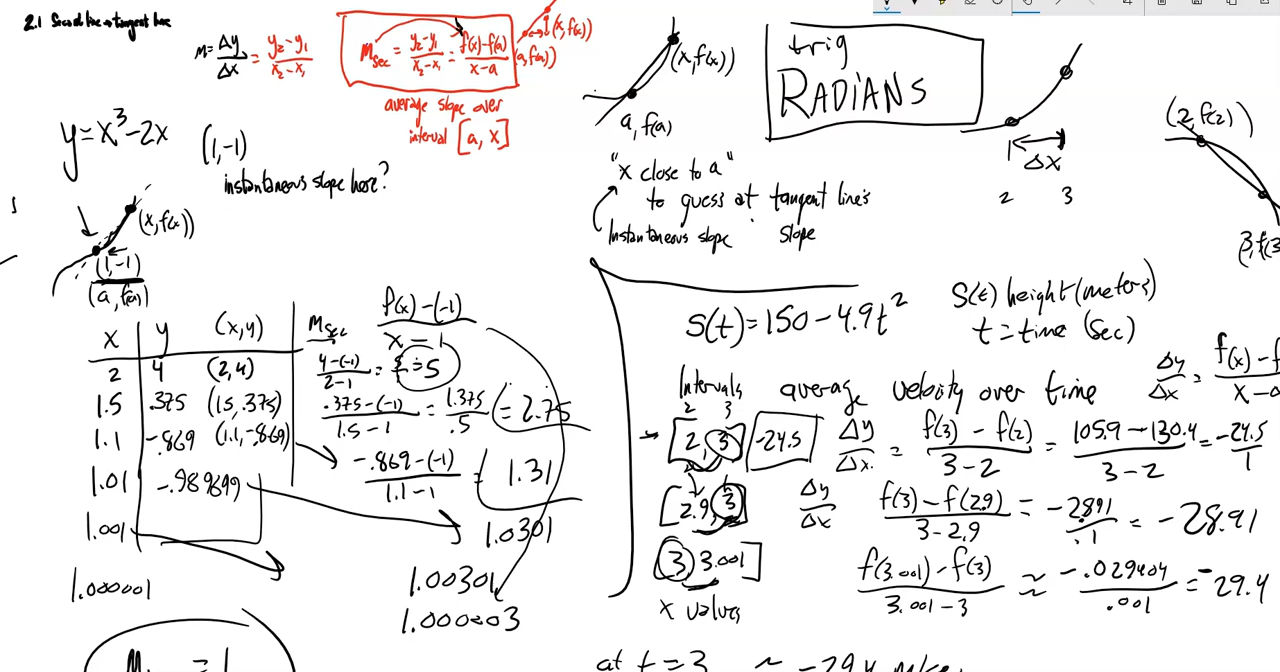 2.1 Secant line → tangent line
M = Δy/Δx = y₂-y₁/x₂-x₁
Msec = y₂-y₁/x₂-x₁ = f(x)-f(a)/x-a
(x, f(x))
(a, f(a))
average slope over
interval [a, x]
y = x³-2x
(1,-1)
instantaneous slope here?
(x, f(x))
(1,-1)
(a, f(a))
x y (x,y) Msec f(x)-(-1)/x-1
2 4 (2,4) 4-(-1)/2-1 = 5
1.5 .375 (1.5,.375) .375-(-1)/1.5-1 = 1.375/.5 = 2.75
1.1 -.869 (1.1,-.869) -.869-(-1)/1.1-1 = 1.31
1.01 -.989699 1.0301
1.001 1.00301
1.000001 1.000003
(x, f(x))
a, f(a)
"x close to a"
to guess at tangent line's
Instantaneous slope slope
trig
RADIANS
1 Δx
2 3
(2, f(2))
s(t) = 150-4.9t²
S(t) height (meters)
t = time (sec)
Intervals average velocity over time
Δy/Δx = f(x)-f
x-a
2 3
[2,3] -24.5 Δy/Δx = f(3)-f(2)/3-2 = 105.9-130.4/3-2 = -24.5/1
[2.9,3] Δy/Δx f(3)-f(2.9)/3-2.9 = -2.891/.1 = -28.91
[3, 3.001] f(3.001)-f(3)/3.001-3 ≈ -.029404/.001 = -29.4
x values
at t = 3 ≈ -29.4